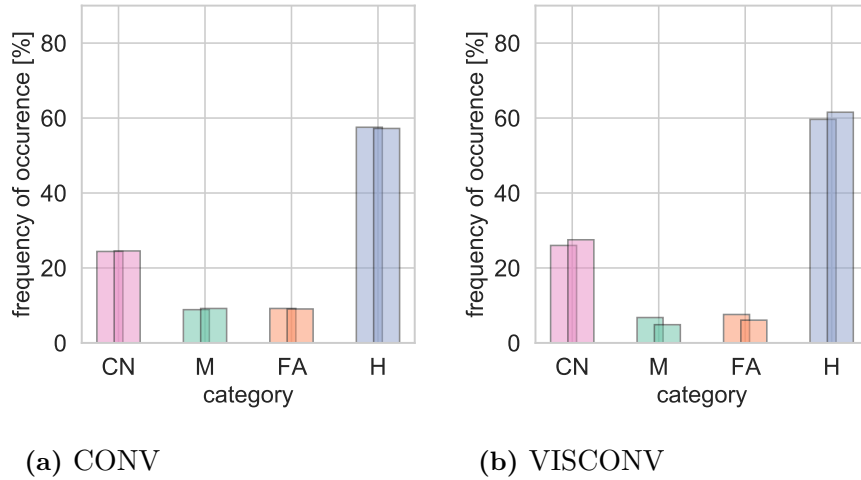 frequency of occurence [%]
80
60
40
20
0
CN M FA H
category
(a) CONV
frequency of occurence [%]
80
60
40
20
0
CN M FA H
category
(b) VISCONV